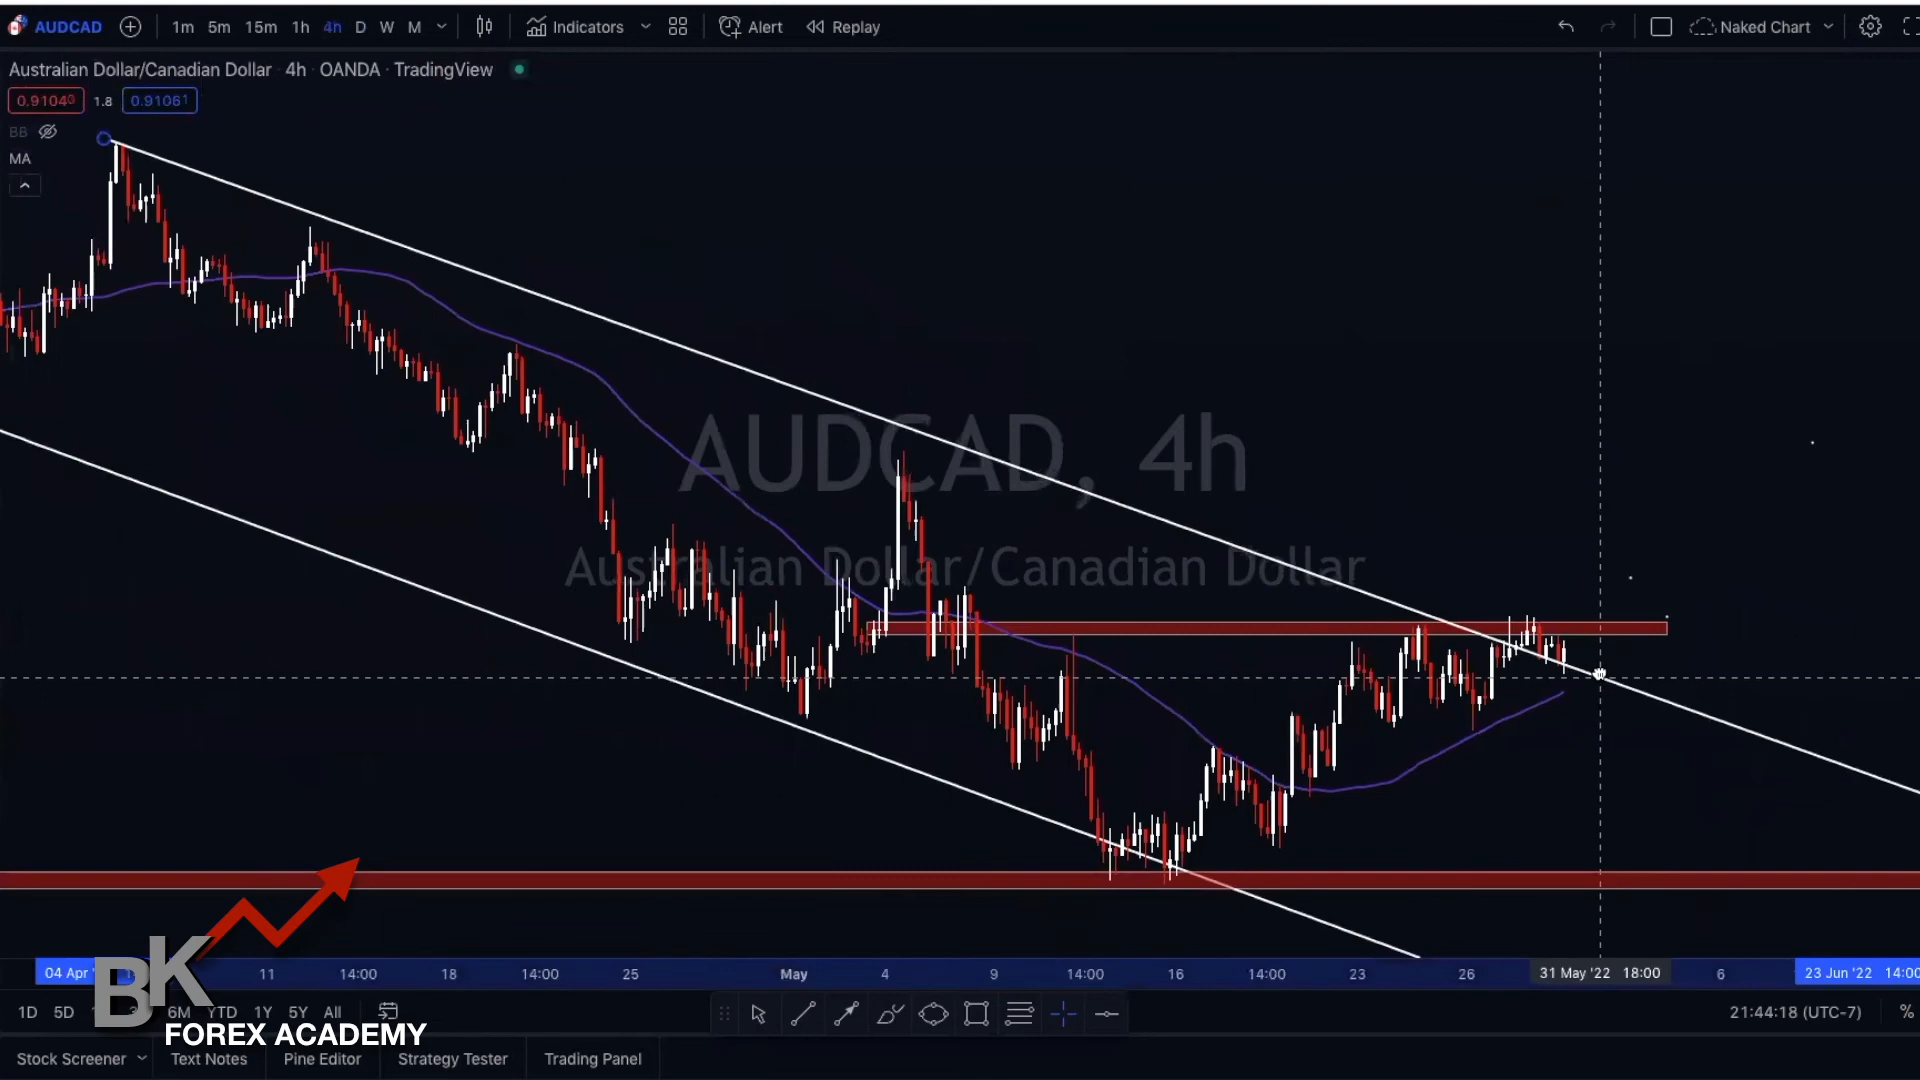 AUDCAD 1m 5m 15m 1h 4h D W M Indicators Alert Replay Naked Chart
Australian Dollar/Canadian Dollar · 4h · OANDA · TradingView
0.91040 1.8 0.91061
BB
MA
AUDCAD, 4h
Australian Dollar/Canadian Dollar
04 Apr 11 14:00 18 14:00 25 May 4 9 14:00 16 14:00 23 26 31 May '22 18:00 6 23 Jun '22 14:00
1D 5D 6M YTD 1Y 5Y All 21:44:18 (UTC-7) %
BK
FOREX ACADEMY
Stock Screener Text Notes Pine Editor Strategy Tester Trading Panel